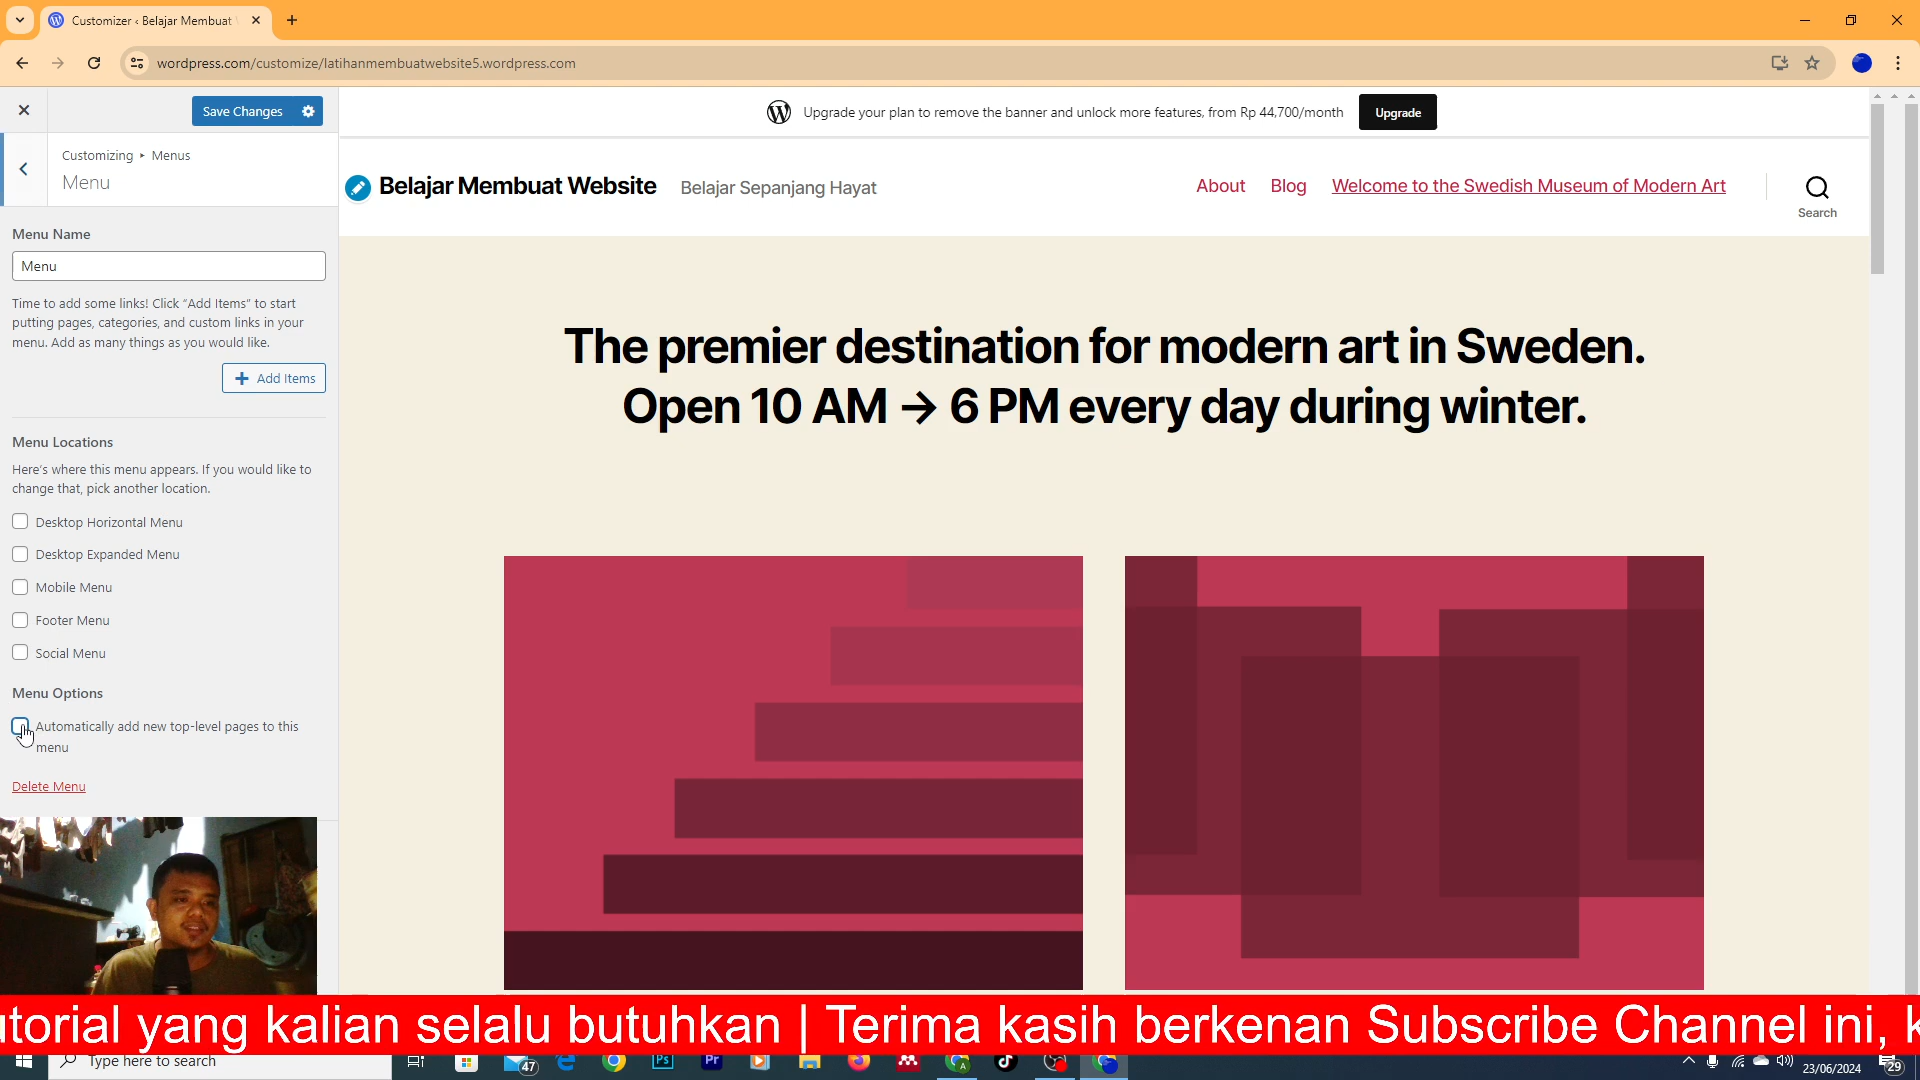 Customizer ‹ Belajar Membuat
wordpress.com/customize/latihanmembuatwebsite5.wordpress.com
Save Changes
Upgrade your plan to remove the banner and unlock more features, from Rp 44,700/month
Upgrade
Customizing ▸ Menus
Menu
Belajar Membuat Website
Belajar Sepanjang Hayat
About
Blog
Welcome to the Swedish Museum of Modern Art
Search
Menu Name
Menu
Time to add some links! Click “Add Items” to start
putting pages, categories, and custom links in your
menu. Add as many things as you would like.
Add Items
The premier destination for modern art in Sweden.
Open 10 AM → 6 PM every day during winter.
Menu Locations
Here's where this menu appears. If you would like to
change that, pick another location.
Desktop Horizontal Menu
Desktop Expanded Menu
Mobile Menu
Footer Menu
Social Menu
Menu Options
Automatically add new top-level pages to this
menu
Delete Menu
utorial yang kalian selalu butuhkan | Terima kasih berkenan Subscribe Channel ini, k
Type here to search
47
Ps
Pr
A
23/06/2024
29